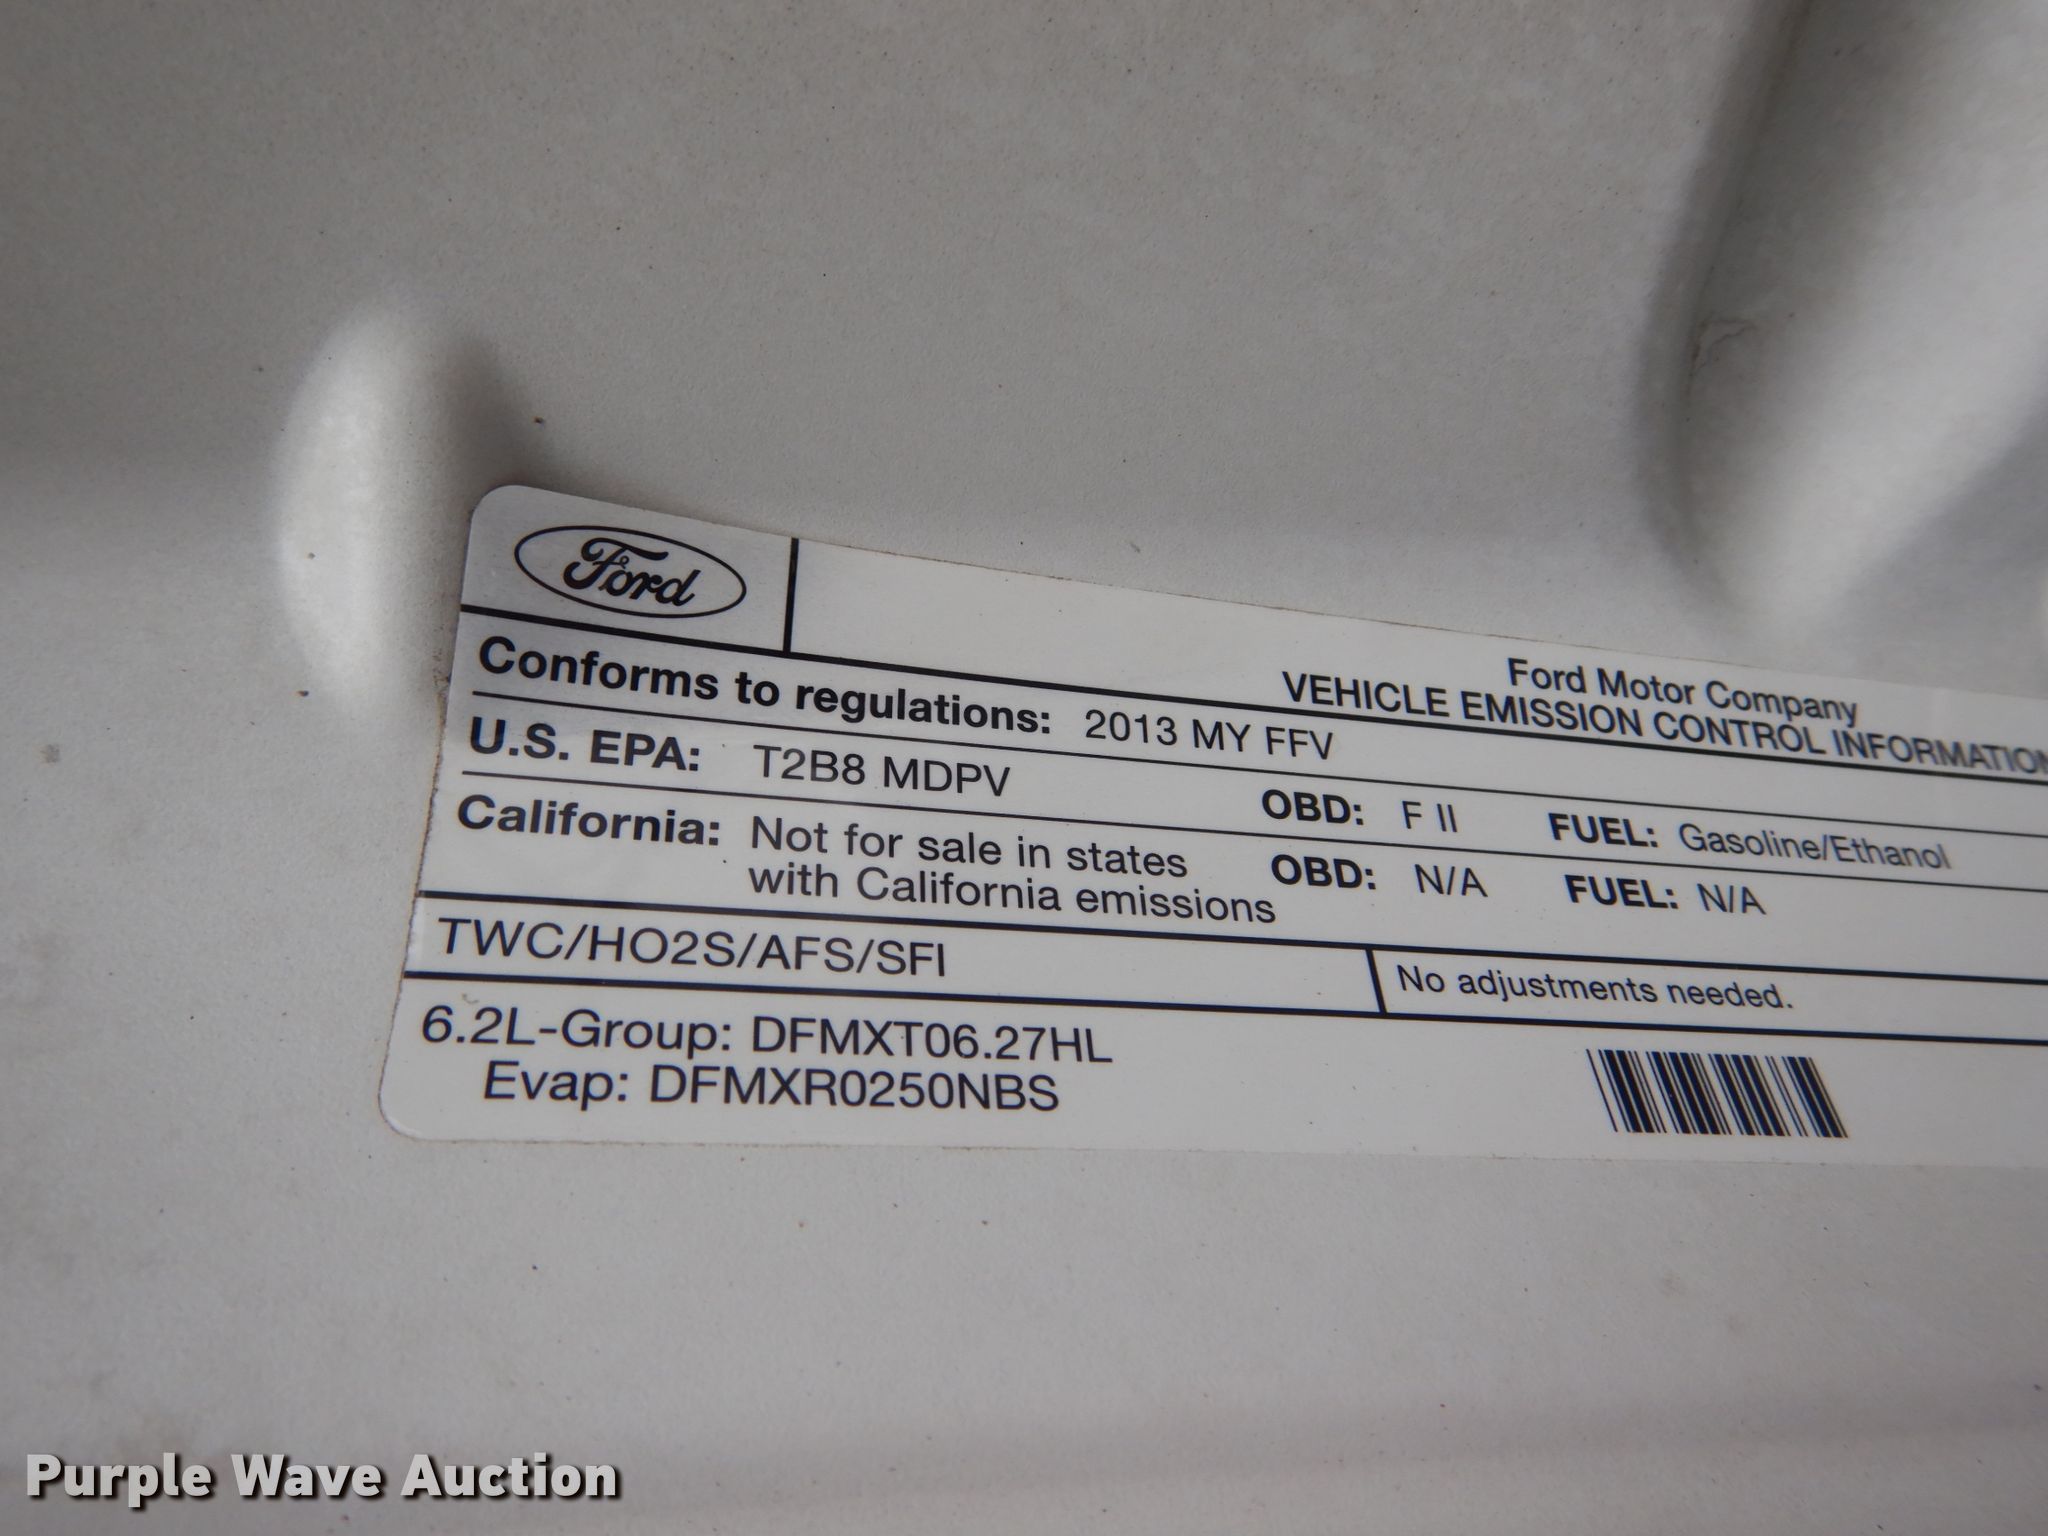 Ford
Ford Motor Company
VEHICLE EMISSION CONTROL INFORMATION
Conforms to regulations: 2013 MY FFV
U.S. EPA: T2B8 MDPV OBD: F II FUEL: Gasoline/Ethanol
California: Not for sale in states OBD: N/A FUEL: N/A
with California emissions
TWC/HO2S/AFS/SFI No adjustments needed.
6.2L-Group: DFMXT06.27HL
Evap: DFMXR0250NBS
Purple Wave Auction